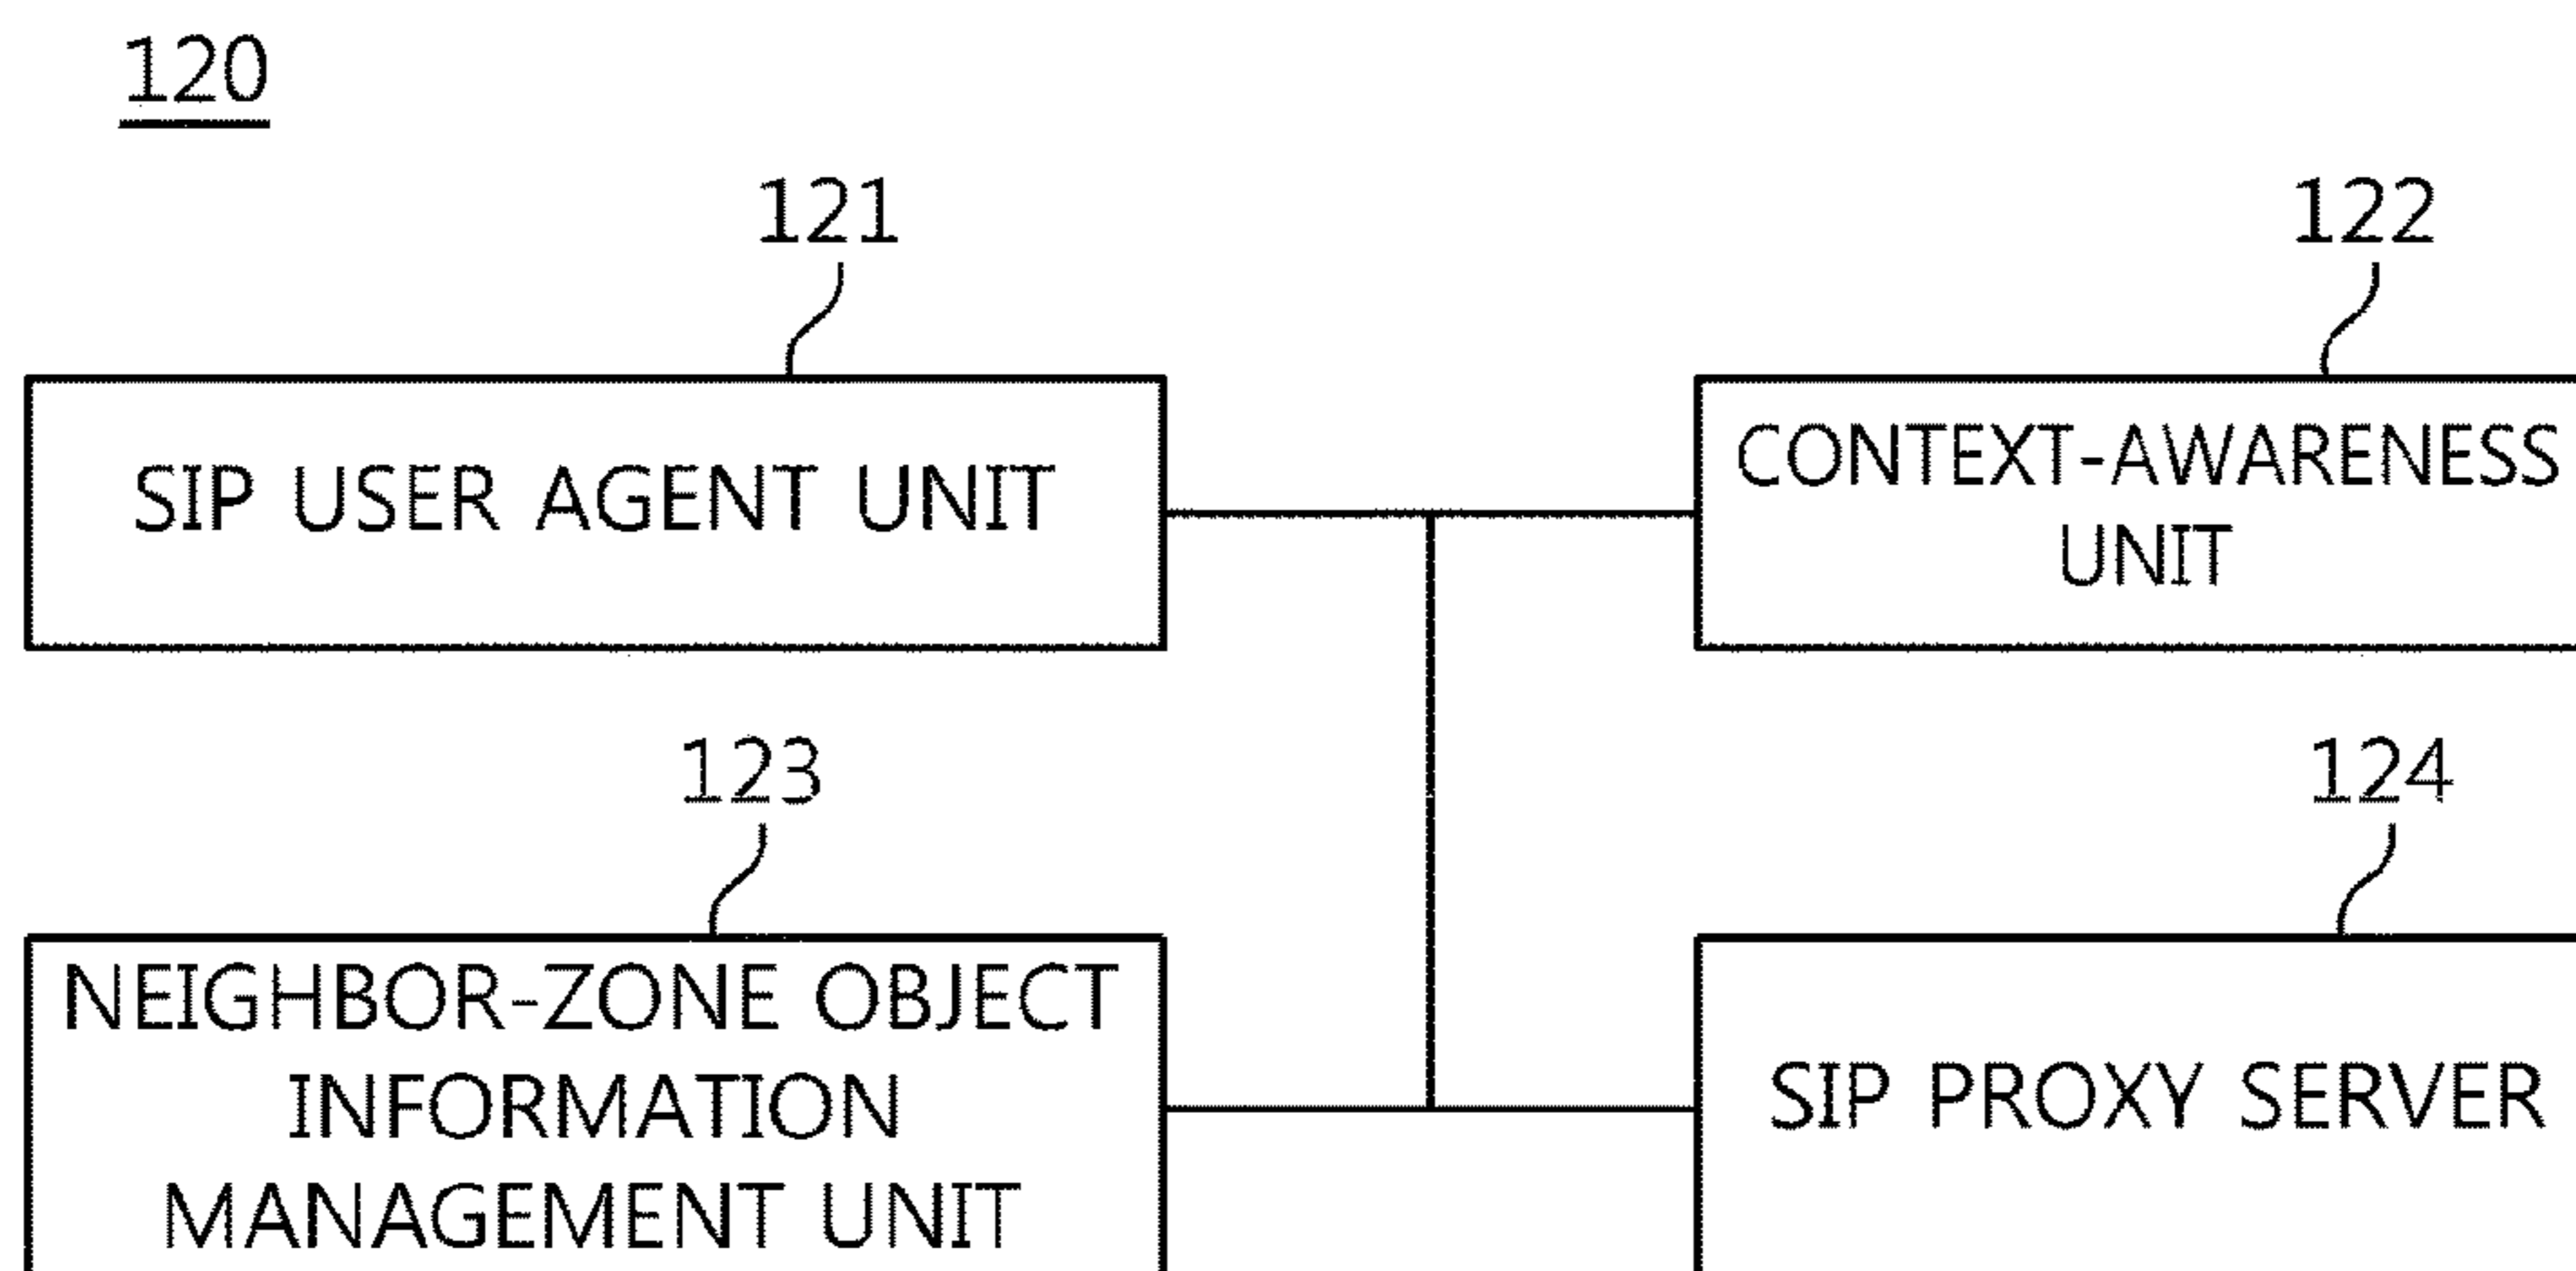 120
121
122
SIP USER AGENT UNIT
CONTEXT-AWARENESS
UNIT
123
124
NEIGHBOR-ZONE OBJECT
INFORMATION
MANAGEMENT UNIT
SIP PROXY SERVER